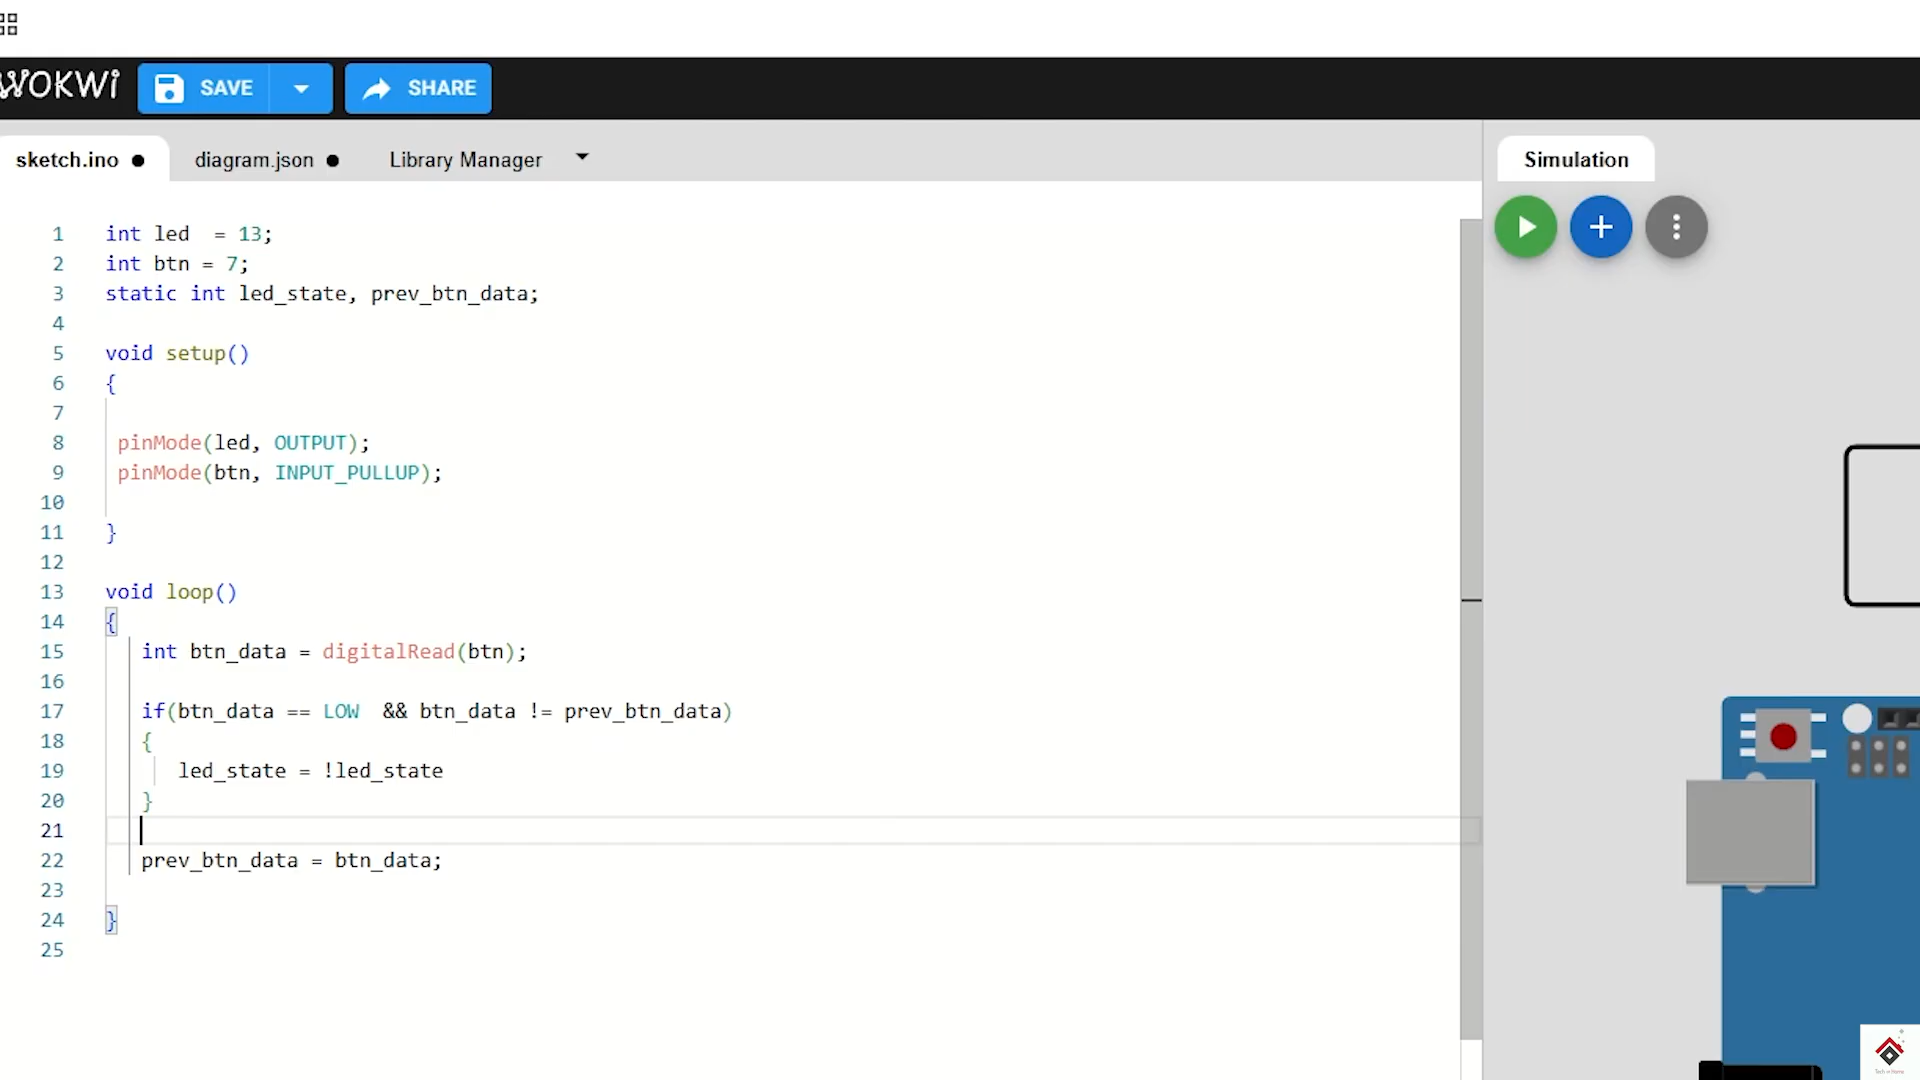 WOKWi
SAVE
SHARE
sketch.ino ●
diagram.json ●
Library Manager
Simulation
1 int led  = 13;
2 int btn = 7;
3 static int led_state, prev_btn_data;
4
5 void setup()
6 {
7
8 pinMode(led, OUTPUT);
9 pinMode(btn, INPUT_PULLUP);
10
11 }
12
13 void loop()
14 {
15 int btn_data = digitalRead(btn);
16
17 if(btn_data == LOW  && btn_data != prev_btn_data)
18 {
19 led_state = !led_state
20 }
21
22 prev_btn_data = btn_data;
23
24 }
25